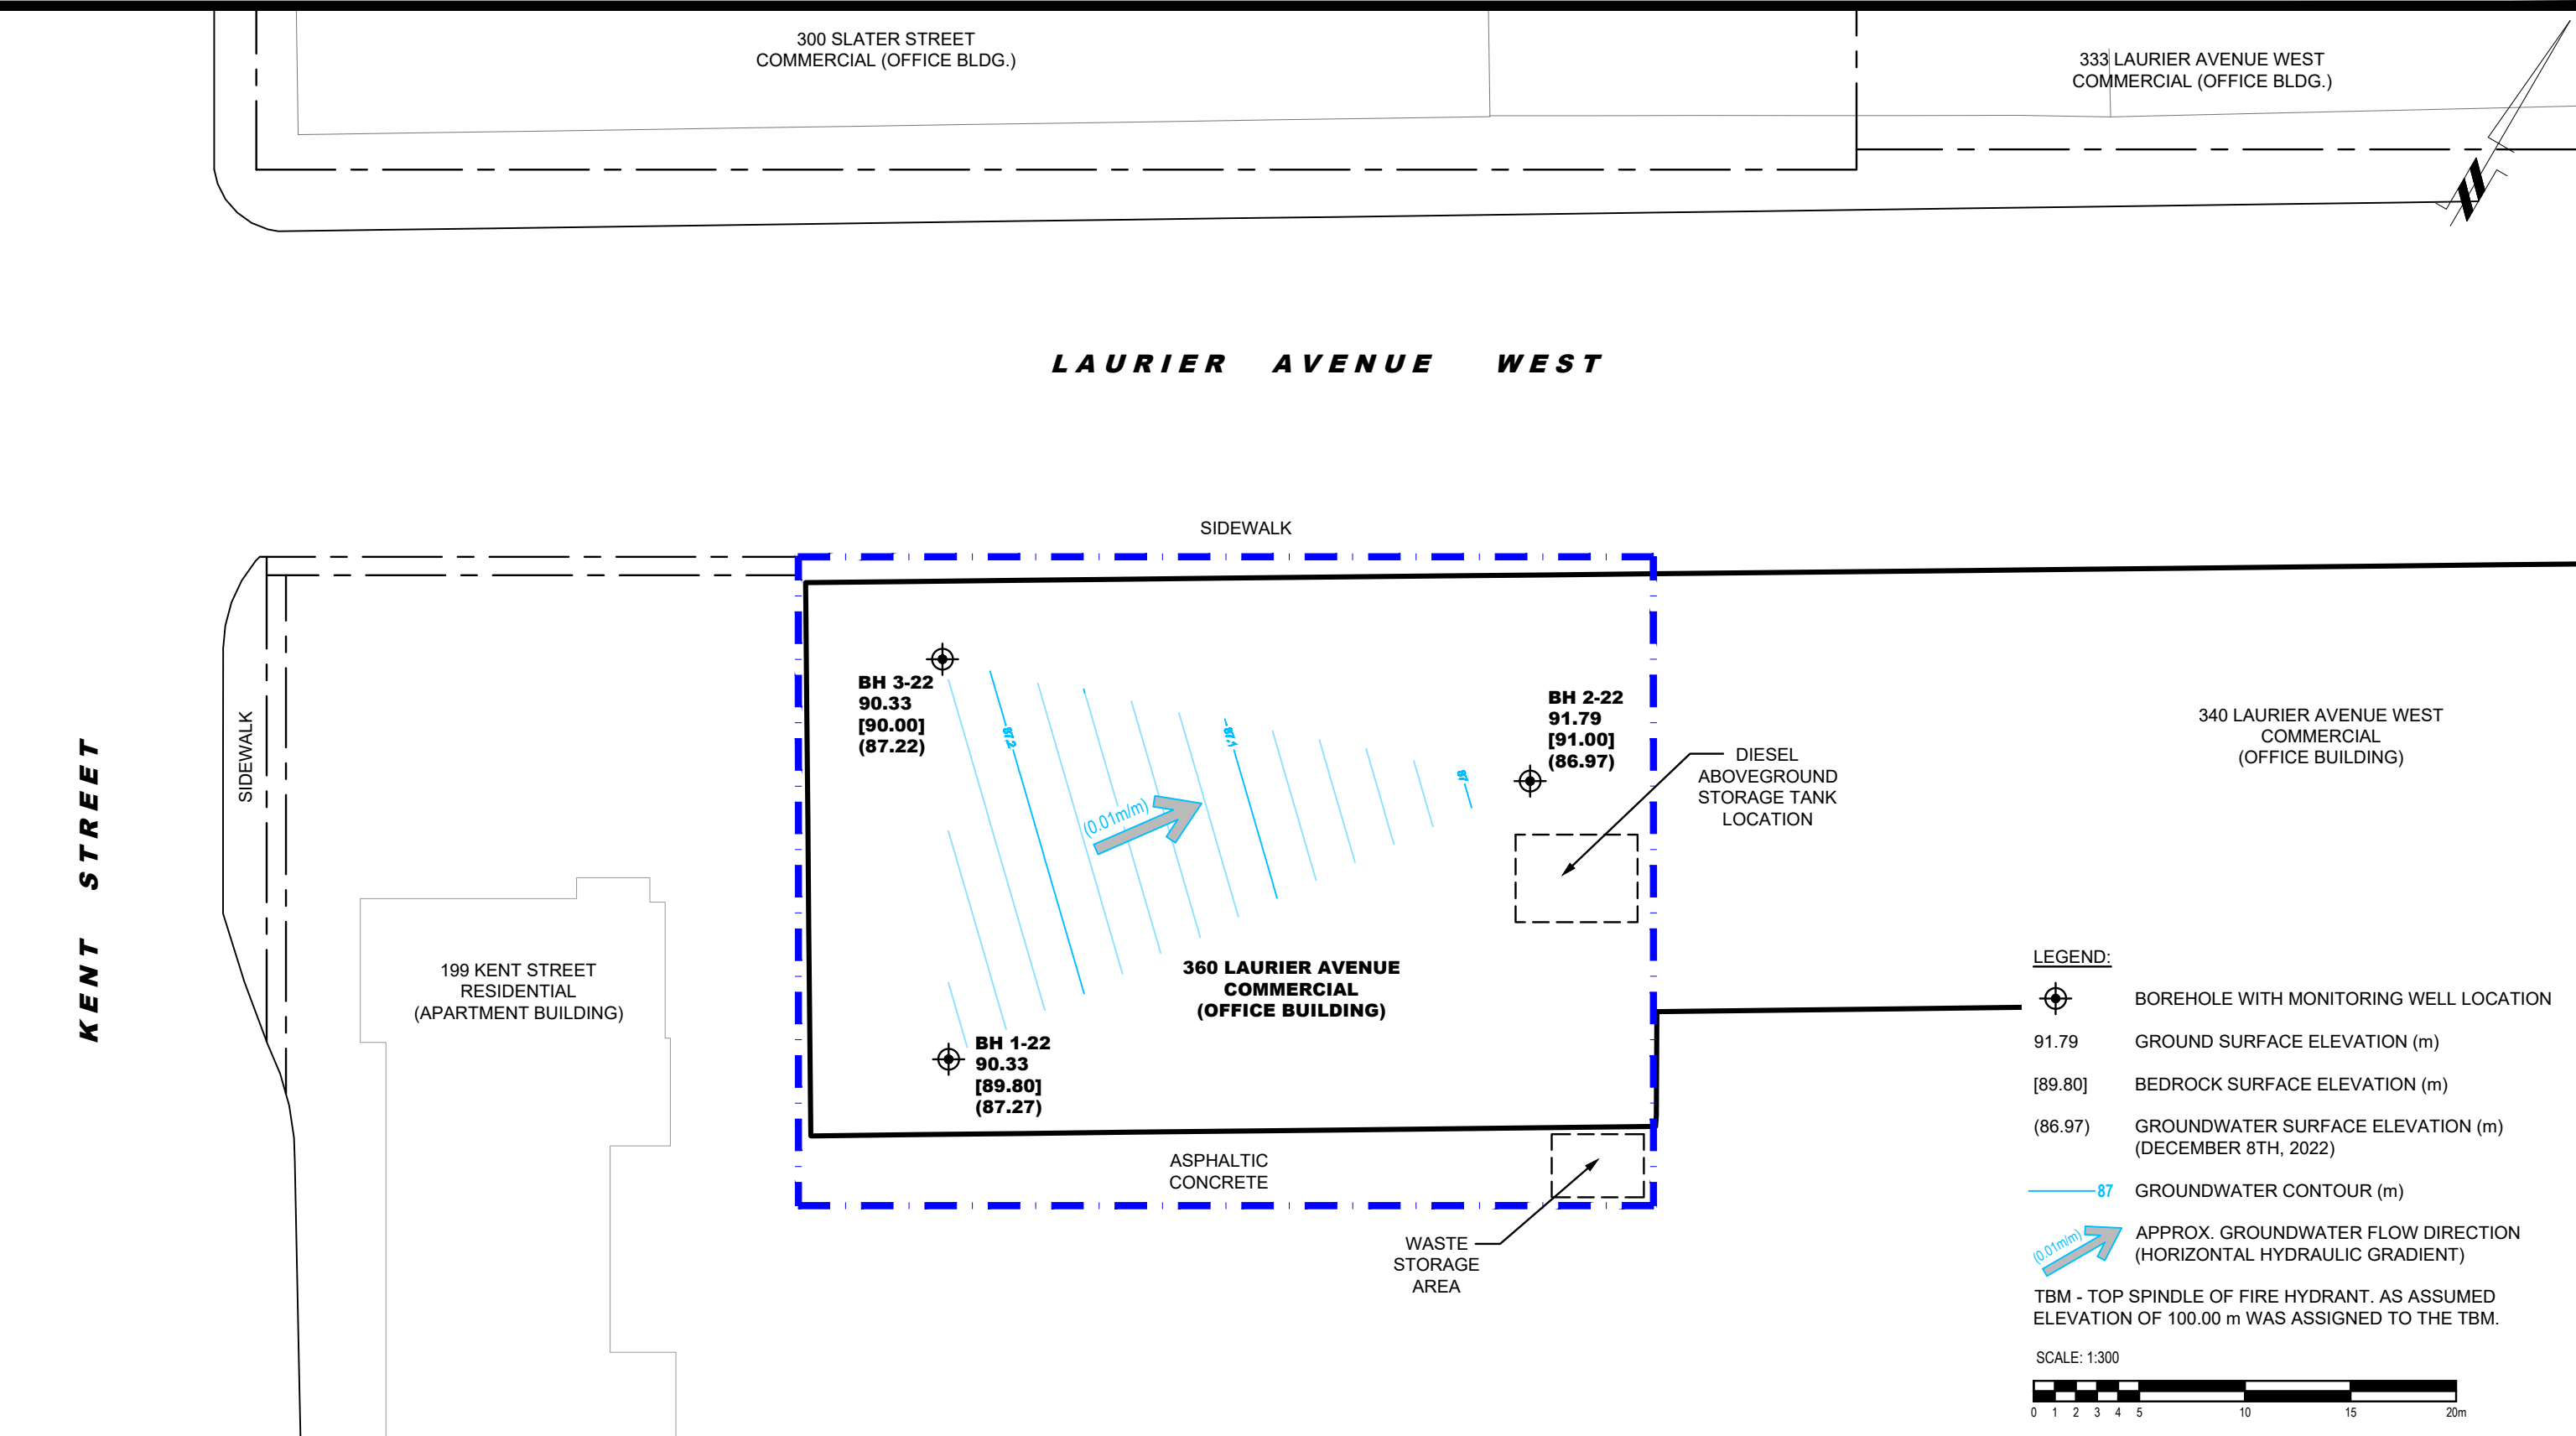 300 SLATER STREET
COMMERCIAL (OFFICE BLDG.)
333 LAURIER AVENUE WEST
COMMERCIAL (OFFICE BLDG.)
LAURIER AVENUE WEST
SIDEWALK
KENT STREET
SIDEWALK
199 KENT STREET
RESIDENTIAL
(APARTMENT BUILDING)
BH 3-22
90.33
[90.00]
(87.22)
87.2
(0.01m/m)
87.1
87
BH 2-22
91.79
[91.00]
(86.97)
DIESEL
ABOVEGROUND
STORAGE TANK
LOCATION
340 LAURIER AVENUE WEST
COMMERCIAL
(OFFICE BUILDING)
360 LAURIER AVENUE
COMMERCIAL
(OFFICE BUILDING)
BH 1-22
90.33
[89.80]
(87.27)
ASPHALTIC
CONCRETE
WASTE
STORAGE
AREA
LEGEND:
BOREHOLE WITH MONITORING WELL LOCATION
91.79 GROUND SURFACE ELEVATION (m)
[89.80] BEDROCK SURFACE ELEVATION (m)
(86.97) GROUNDWATER SURFACE ELEVATION (m)
(DECEMBER 8TH, 2022)
87 GROUNDWATER CONTOUR (m)
(0.01m/m) APPROX. GROUNDWATER FLOW DIRECTION
(HORIZONTAL HYDRAULIC GRADIENT)
TBM - TOP SPINDLE OF FIRE HYDRANT. AS ASSUMED
ELEVATION OF 100.00 m WAS ASSIGNED TO THE TBM.
SCALE: 1:300
0 1 2 3 4 5 10 15 20m